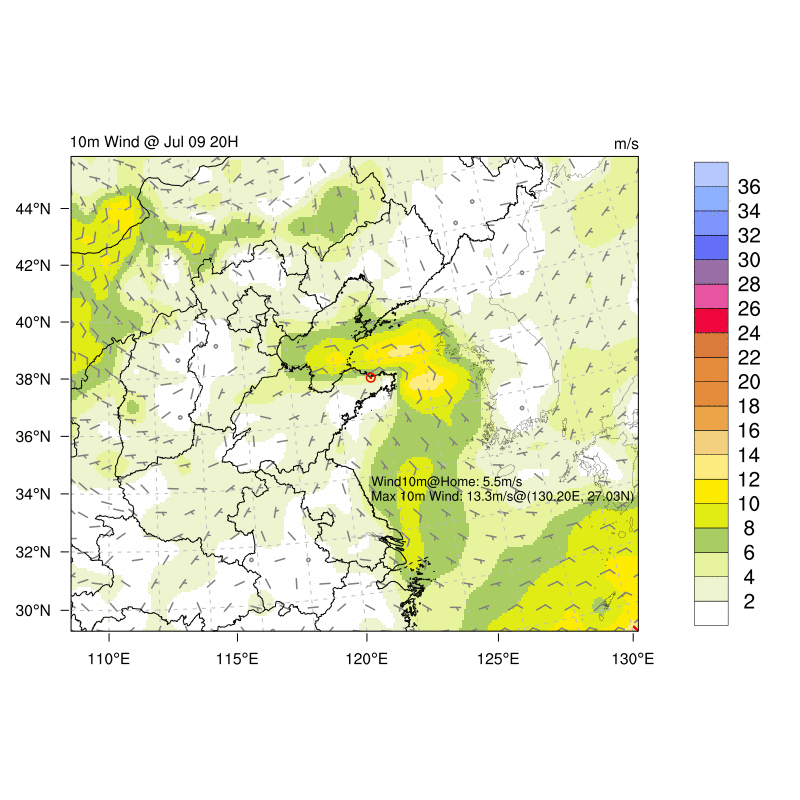 10m Wind @ Jul 09 20H
m/s
44°N
42°N
40°N
38°N
36°N
34°N
32°N
30°N
110°E
115°E
120°E
125°E
130°E
Wind10m@Home: 5.5m/s
Max 10m Wind: 13.3m/s@(130.20E, 27.03N)
36
34
32
30
28
26
24
22
20
18
16
14
12
10
8
6
4
2